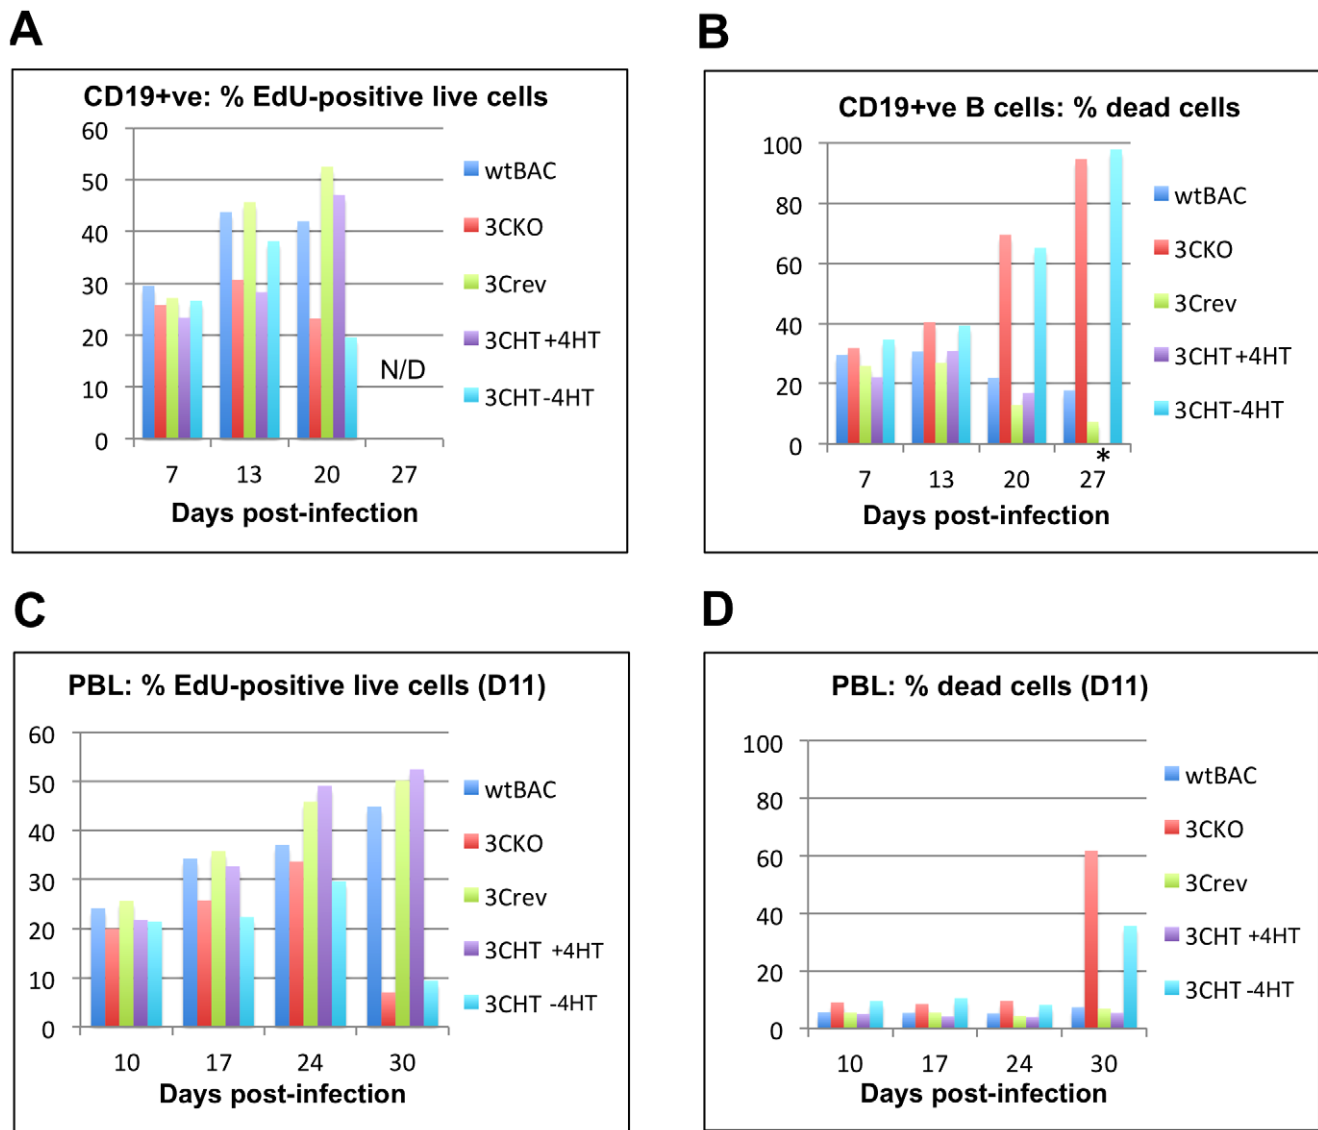 A
CD19+ve: % EdU-positive live cells
60
50
40
30
20
10
0
N/D
7 13 20 27
Days post-infection
wtBAC
3CKO
3Crev
3CHT +4HT
3CHT-4HT
B
CD19+ve B cells: % dead cells
100
80
60
40
20
0
*
7 13 20 27
Days post-infection
wtBAC
3CKO
3Crev
3CHT +4HT
3CHT-4HT
C
PBL: % EdU-positive live cells (D11)
60
50
40
30
20
10
0
10 17 24 30
Days post-infection
wtBAC
3CKO
3Crev
3CHT +4HT
3CHT -4HT
D
PBL: % dead cells (D11)
100
80
60
40
20
0
10 17 24 30
Days post-infection
wtBAC
3CKO
3Crev
3CHT +4HT
3CHT -4HT